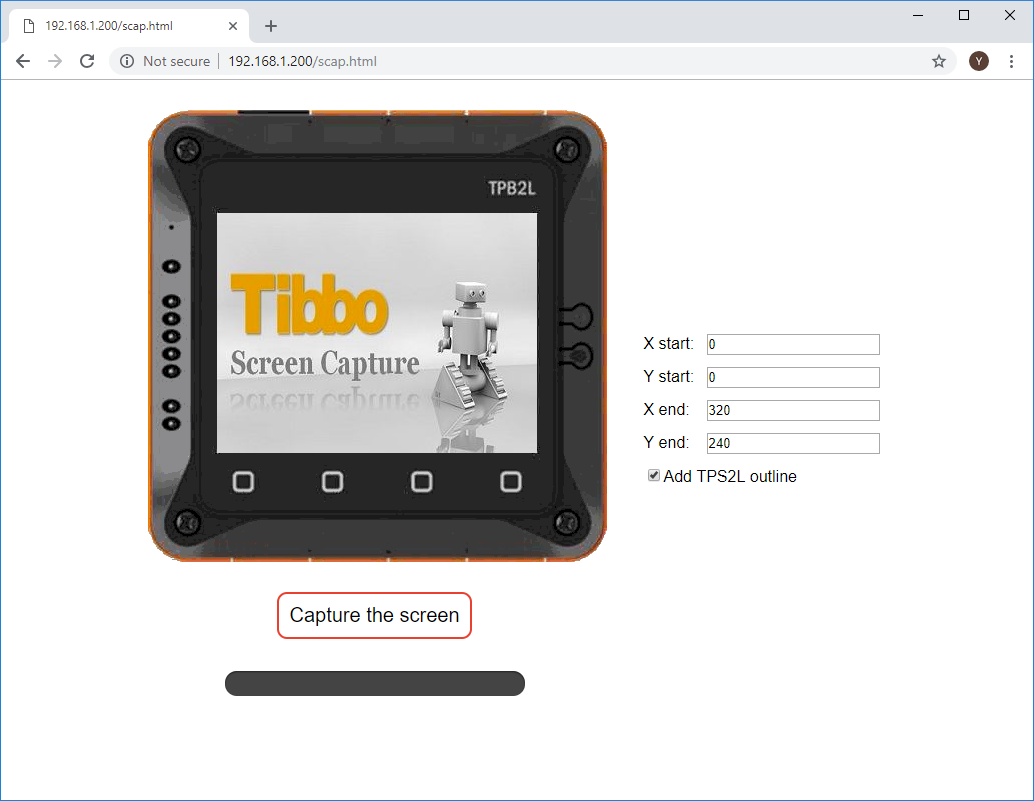 192.168.1.200/scap.html
Not secure
192.168.1.200/scap.html
Y
TPB2L
Tibbo
Screen Capture
X start: 0
Y start: 0
X end: 320
Y end: 240
Add TPS2L outline
Capture the screen